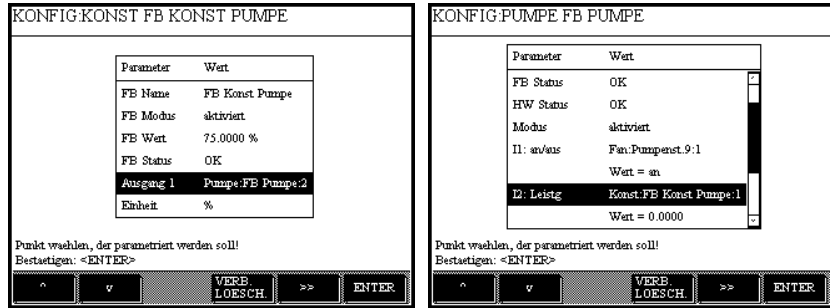 KONFIG:KONST FB KONST PUMPE
Parameter Wert
FB Name FB Konst Pumpe
FB Modus aktiviert
FB Wert 75.0000 %
FB Status OK
Ausgang 1 Pumpe:FB Pumpe:2
Einheit %
Punkt waehlen, der parametriert werden soll!
Bestaetigen: <ENTER>
^ v VERB. LOESCH. >> ENTER
KONFIG:PUMPE FB PUMPE
Parameter Wert
FB Status OK
HW Status OK
Modus aktiviert
I1: an/aus Fan:Pumpenst.9:1
Wert = an
I2: Leistg Konst:FB Konst Pumpe:1
Wert = 0.0000
Punkt waehlen, der parametriert werden soll!
Bestaetigen: <ENTER>
^ v VERB. LOESCH. >> ENTER